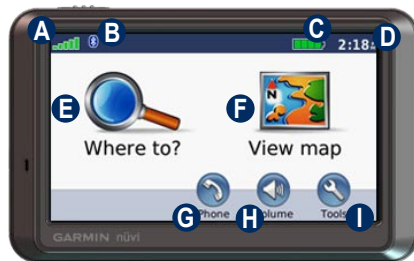 A B C D
2:18
E F
N
Where to? View map
G H I
Phone Volume Tools
GARMIN nüvi